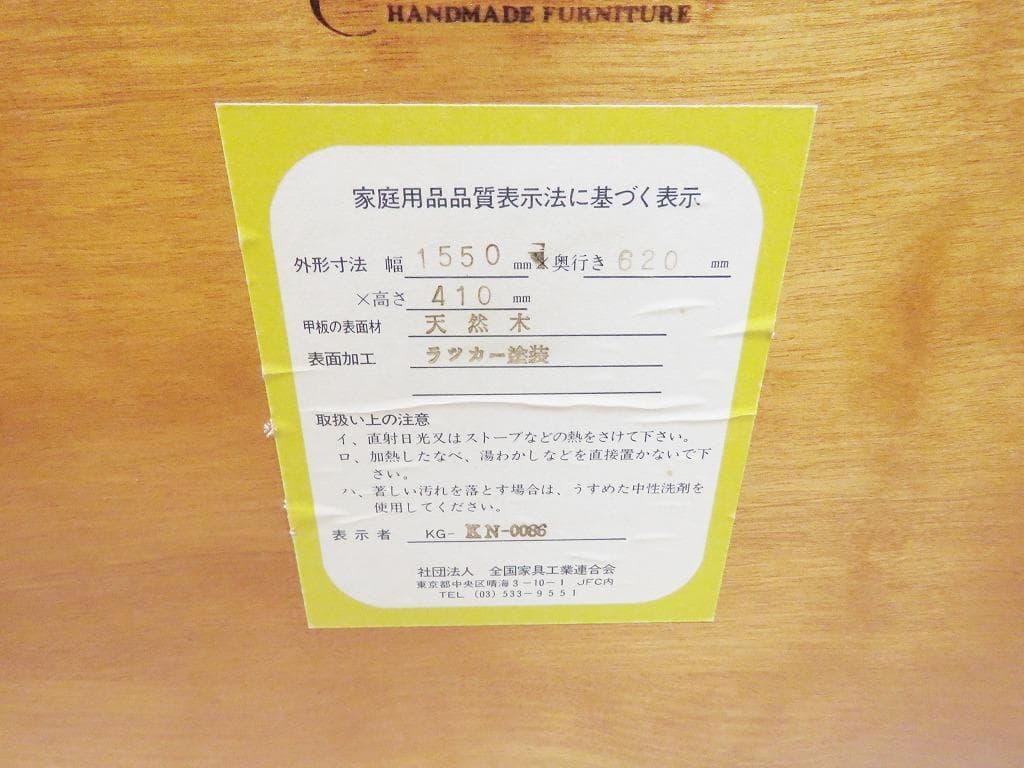 HANDMADE FURNITURE
家庭用品品質表示法に基づく表示
外形寸法 幅 1550 mm × 奥行き 620 mm
×高さ 410 mm
甲板の表面材 天然木
表面加工 ラツカー塗装
取扱い上の注意
イ、直射日光又はストーブなどの熱をさけて下さい。
ロ、加熱したなべ、湯わかしなどを直接置かないで下
さい。
ハ、著しい汚れを落とす場合は、うすめた中性洗剤を
使用してください。
表示者 KG- KN-0086
社団法人 全国家具工業連合会
東京都中央区晴海3-10-1 JFC内
TEL (03) 533-9551